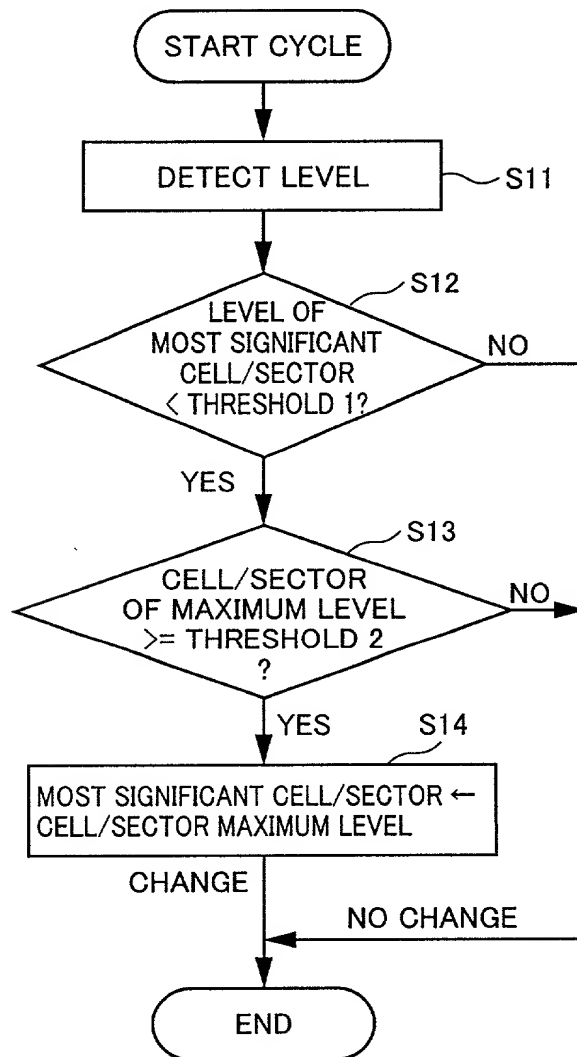 START CYCLE
DETECT LEVEL
S11
S12
LEVEL OF
MOST SIGNIFICANT
CELL/SECTOR
< THRESHOLD 1?
NO
YES
S13
CELL/SECTOR
OF MAXIMUM LEVEL
>= THRESHOLD 2
?
NO
YES
S14
MOST SIGNIFICANT CELL/SECTOR ←
CELL/SECTOR MAXIMUM LEVEL
CHANGE
NO CHANGE
END